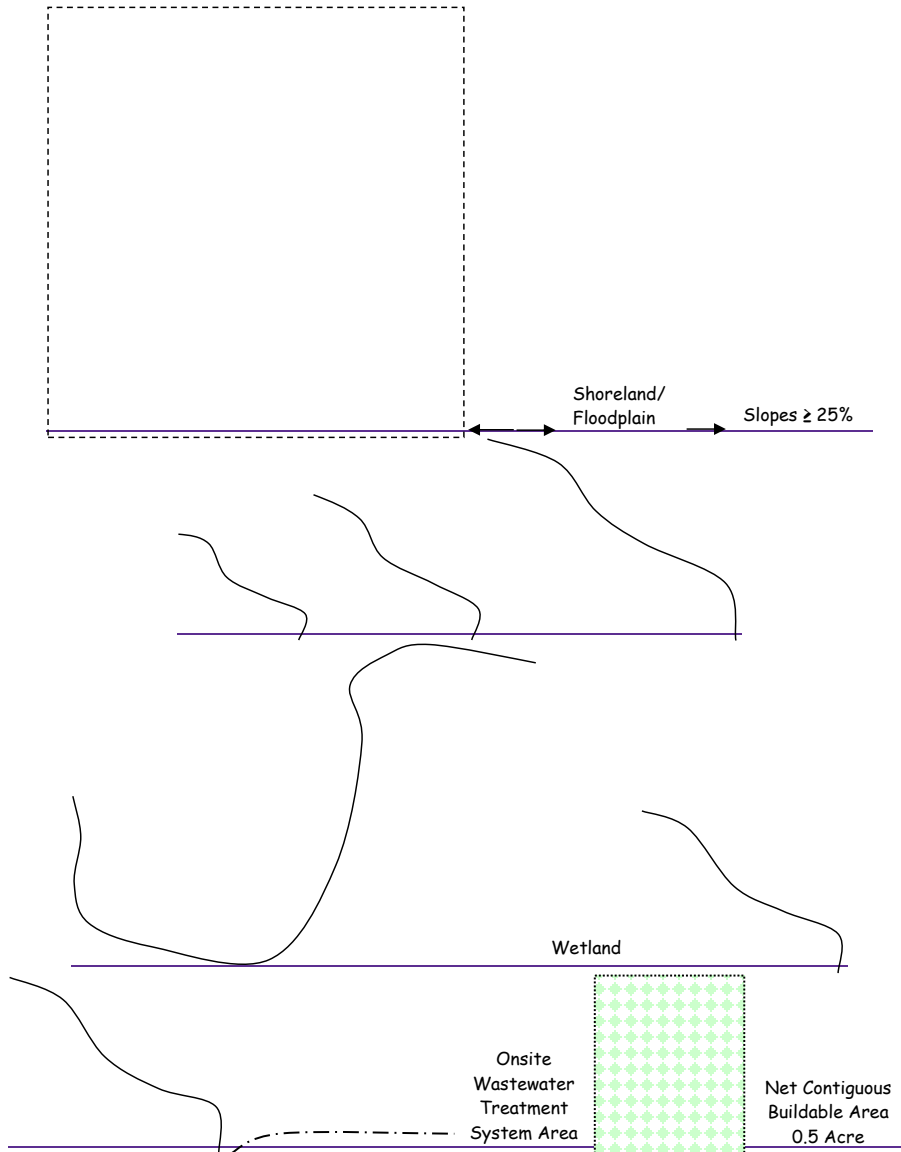 Shoreland/
Floodplain
Slopes ≥ 25%
Wetland
Onsite
Wastewater
Treatment
System Area
Net Contiguous
Buildable Area
0.5 Acre